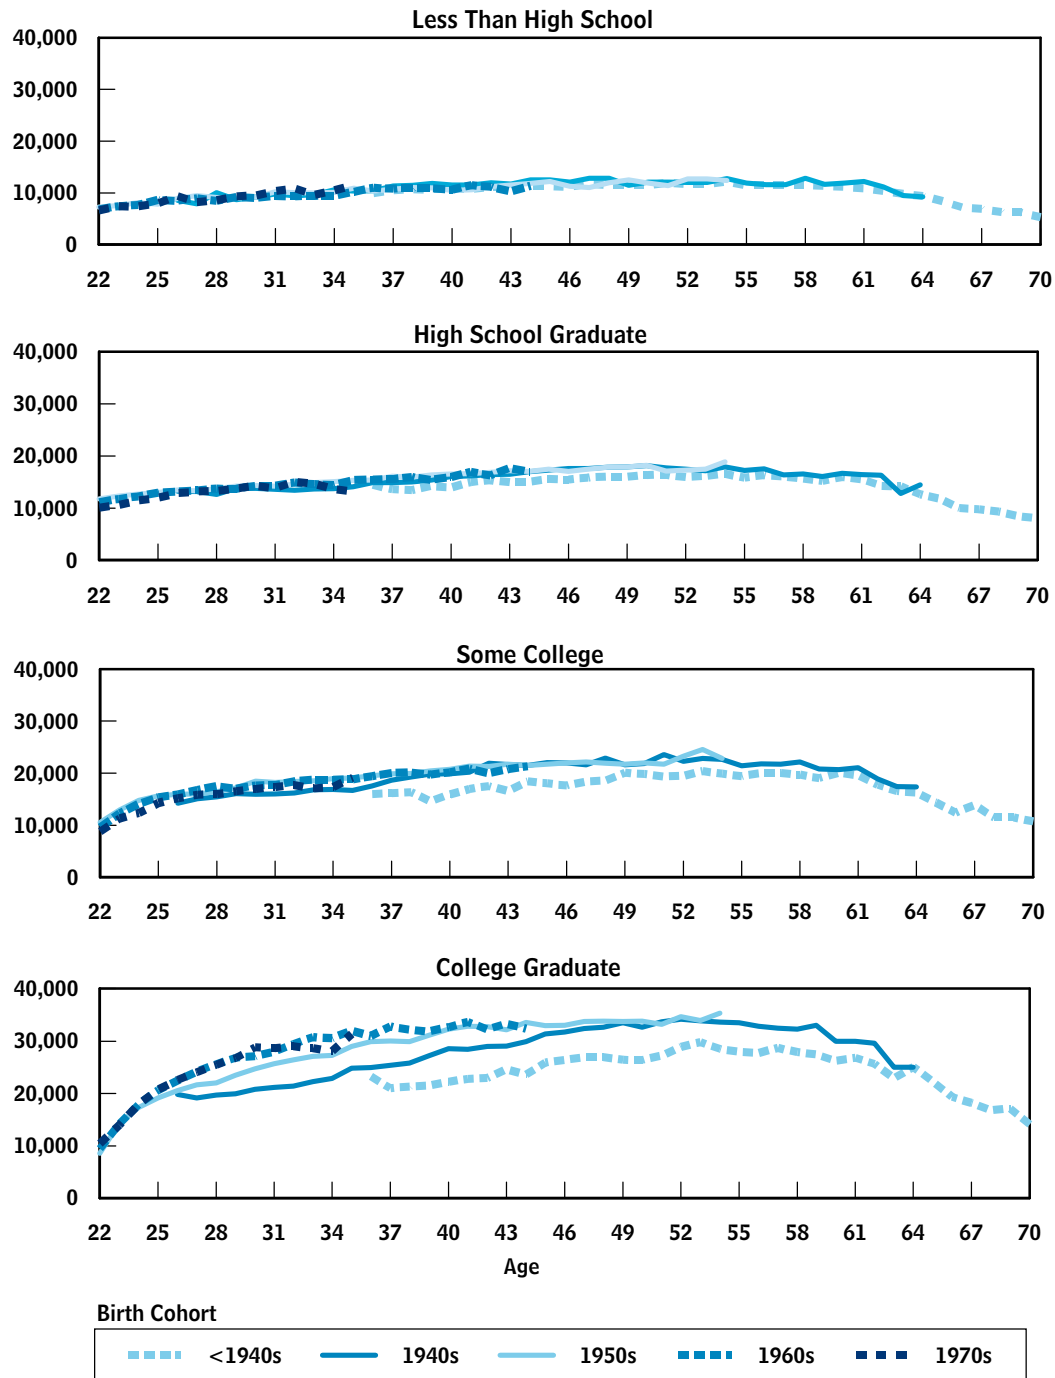 Less Than High School
40,000
30,000
20,000
10,000
0
22 25 28 31 34 37 40 43 46 49 52 55 58 61 64 67 70
High School Graduate
40,000
30,000
20,000
10,000
0
22 25 28 31 34 37 40 43 46 49 52 55 58 61 64 67 70
Some College
40,000
30,000
20,000
10,000
0
22 25 28 31 34 37 40 43 46 49 52 55 58 61 64 67 70
College Graduate
40,000
30,000
20,000
10,000
0
22 25 28 31 34 37 40 43 46 49 52 55 58 61 64 67 70
Age
Birth Cohort
<1940s 1940s 1950s 1960s 1970s